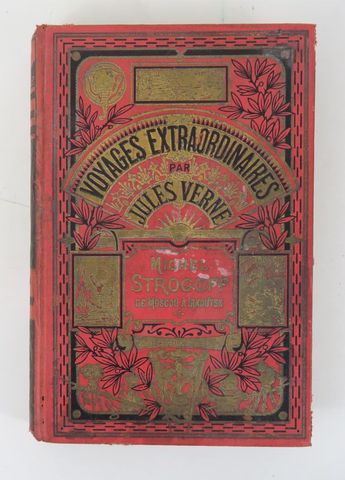 VOYAGES EXTRAORDINAIRES
PAR
JULES VERNE
MICHEL
STROGOFF
DE MOSCOU A IRKOUTSK